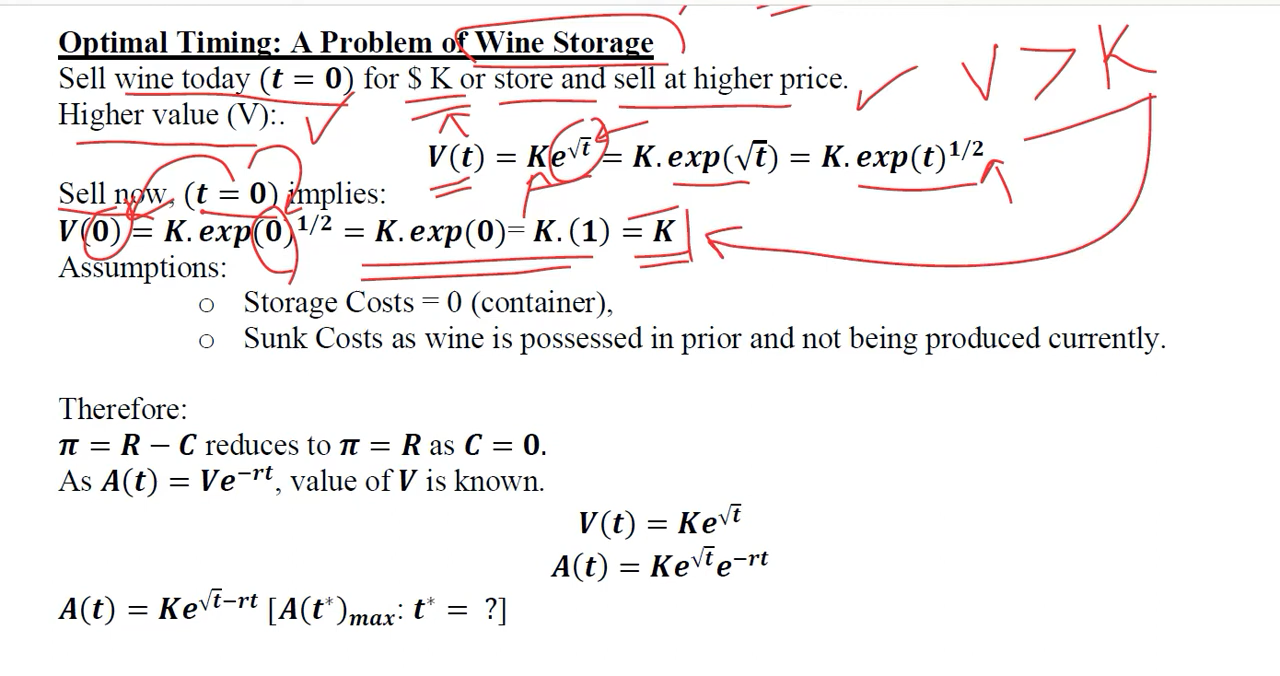 Optimal Timing: A Problem of Wine Storage
Sell wine today (t = 0) for $ K or store and sell at higher price.
V > K
Higher value (V):.
V(t) = Ke^√t = K.exp(√t) = K.exp(t)^1/2
Sell now, (t = 0) implies:
V(0) = K.exp(0)^1/2 = K.exp(0)= K.(1) = K
Assumptions:
○ Storage Costs = 0 (container),
○ Sunk Costs as wine is possessed in prior and not being produced currently.
Therefore:
π = R − C reduces to π = R as C = 0.
As A(t) = Ve^−rt, value of V is known.
V(t) = Ke^√t
A(t) = Ke^√t e^−rt
A(t) = Ke^√t−rt [A(t*)max: t* = ?]